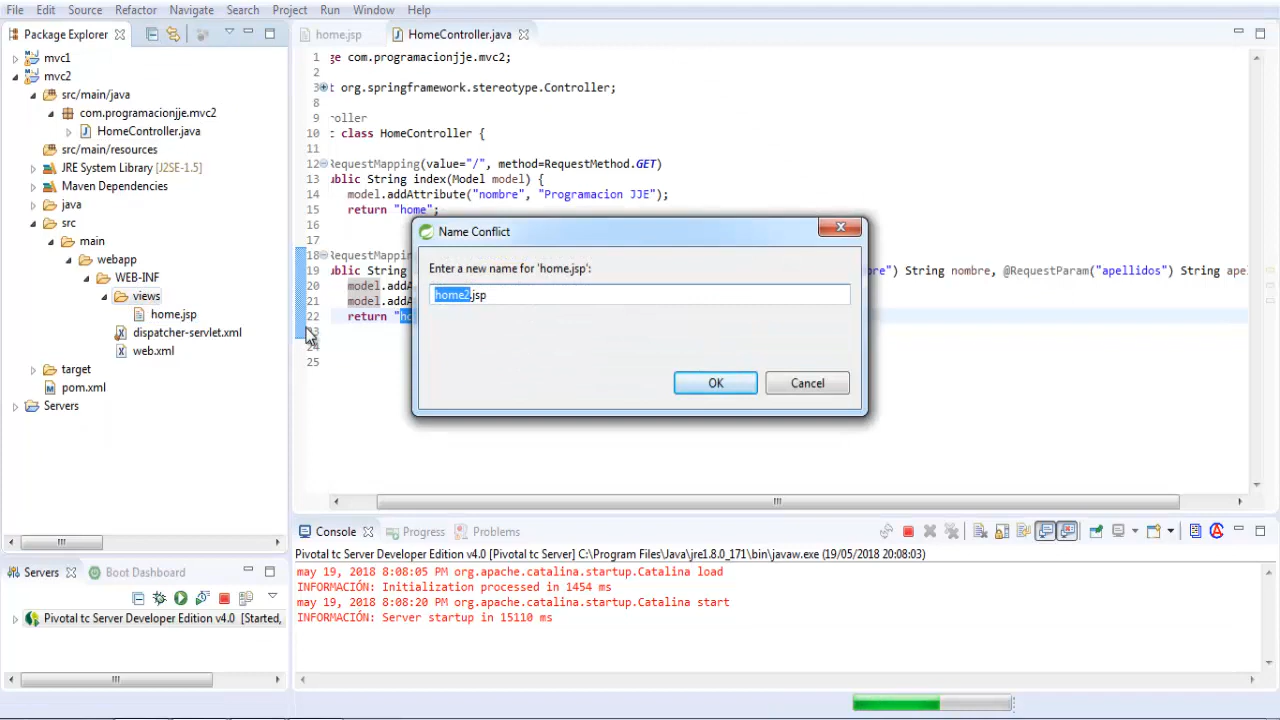 File Edit Source Refactor Navigate Search Project Run Window Help
Package Explorer
home.jsp
HomeController.java
mvc1
mvc2
src/main/java
com.programacionjje.mvc2
HomeController.java
src/main/resources
JRE System Library [J2SE-1.5]
Maven Dependencies
java
src
main
webapp
WEB-INF
views
home.jsp
dispatcher-servlet.xml
web.xml
target
pom.xml
Servers
1 ge com.programacionjje.mvc2;
2
3 t org.springframework.stereotype.Controller;
8
9 roller
10 c class HomeController {
11
12 RequestMapping(value="/", method=RequestMethod.GET)
13 ublic String index(Model model) {
14 model.addAttribute("nombre", "Programacion JJE");
15 return "home";
16
17
18 RequestMappin
19 ublic String re") String nombre, @RequestParam("apellidos") String apel
20 model.addA
21 model.addA
22 return "ho
23
24
25
Name Conflict
Enter a new name for 'home.jsp':
home2.jsp
OK
Cancel
Console
Progress
Problems
Pivotal tc Server Developer Edition v4.0 [Pivotal tc Server] C:\Program Files\Java\jre1.8.0_171\bin\javaw.exe (19/05/2018 20:08:03)
may 19, 2018 8:08:05 PM org.apache.catalina.startup.Catalina load
INFORMACIÓN: Initialization processed in 1454 ms
may 19, 2018 8:08:20 PM org.apache.catalina.startup.Catalina start
INFORMACIÓN: Server startup in 15110 ms
Servers
Boot Dashboard
Pivotal tc Server Developer Edition v4.0 [Started,